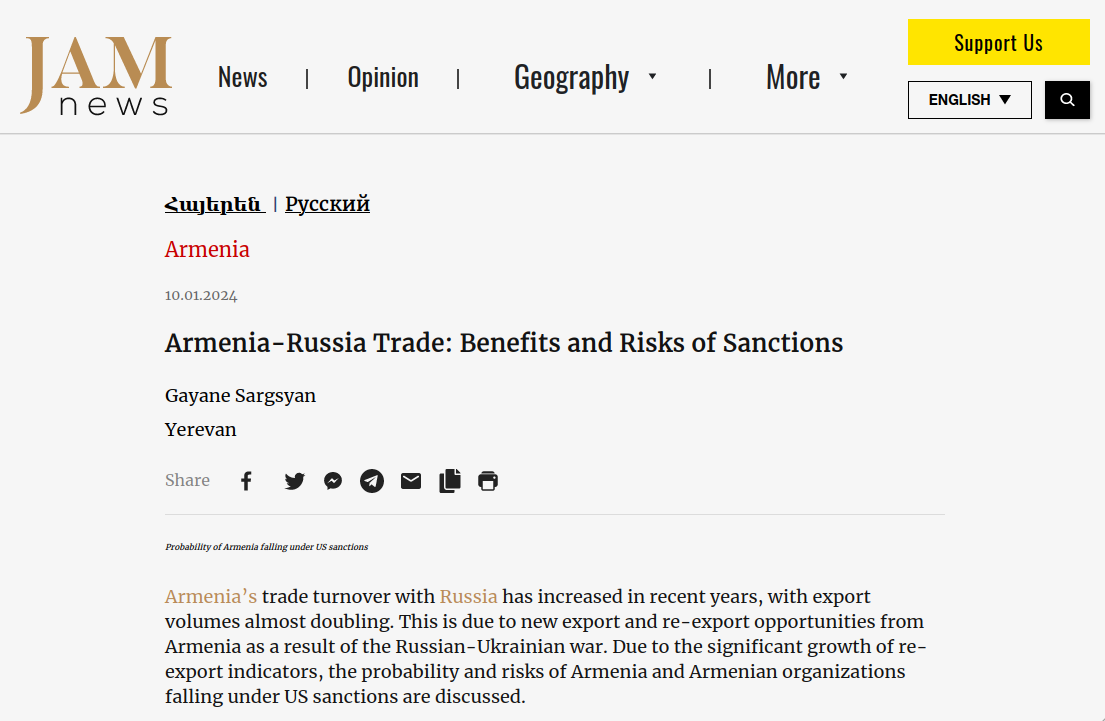 JAM
news
News | Opinion | Geography | More
Support Us
ENGLISH
Հայերեն | Русский
Armenia
10.01.2024
Armenia-Russia Trade: Benefits and Risks of Sanctions
Gayane Sargsyan
Yerevan
Share
Probability of Armenia falling under US sanctions
Armenia's trade turnover with Russia has increased in recent years, with export
volumes almost doubling. This is due to new export and re-export opportunities from
Armenia as a result of the Russian-Ukrainian war. Due to the significant growth of re-
export indicators, the probability and risks of Armenia and Armenian organizations
falling under US sanctions are discussed.